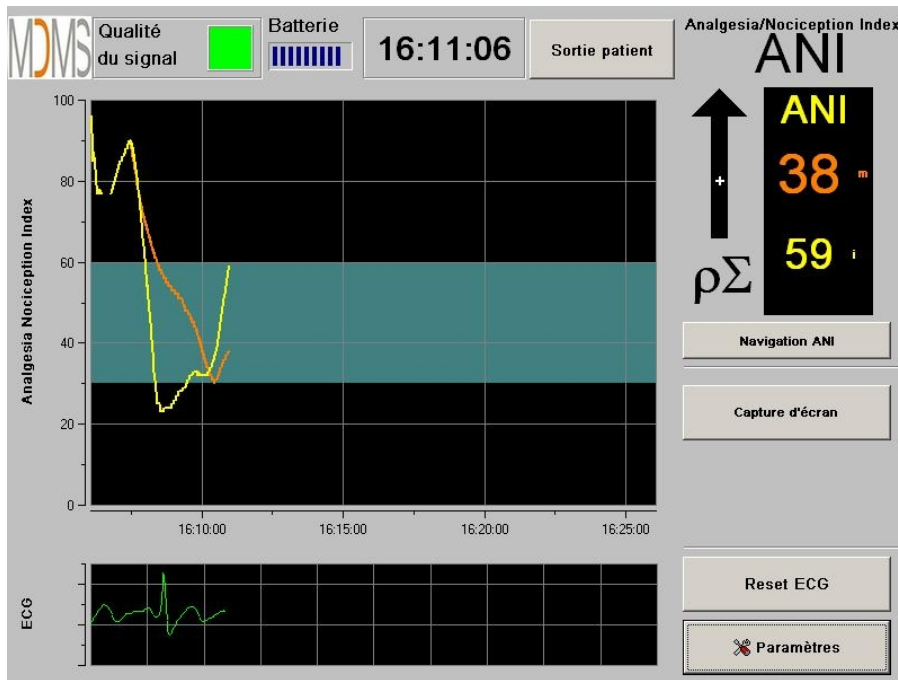 MDMS
Qualité
du signal
Batterie
16:11:06
Sortie patient
Analgesia/Nociception Index
ANI
ANI
38 m
59 i
+
ρΣ
Navigation ANI
Capture d'écran
Reset ECG
Paramètres
Analgesia Nociception Index
100
80
60
40
20
0
16:10:00
16:15:00
16:20:00
16:25:00
ECG